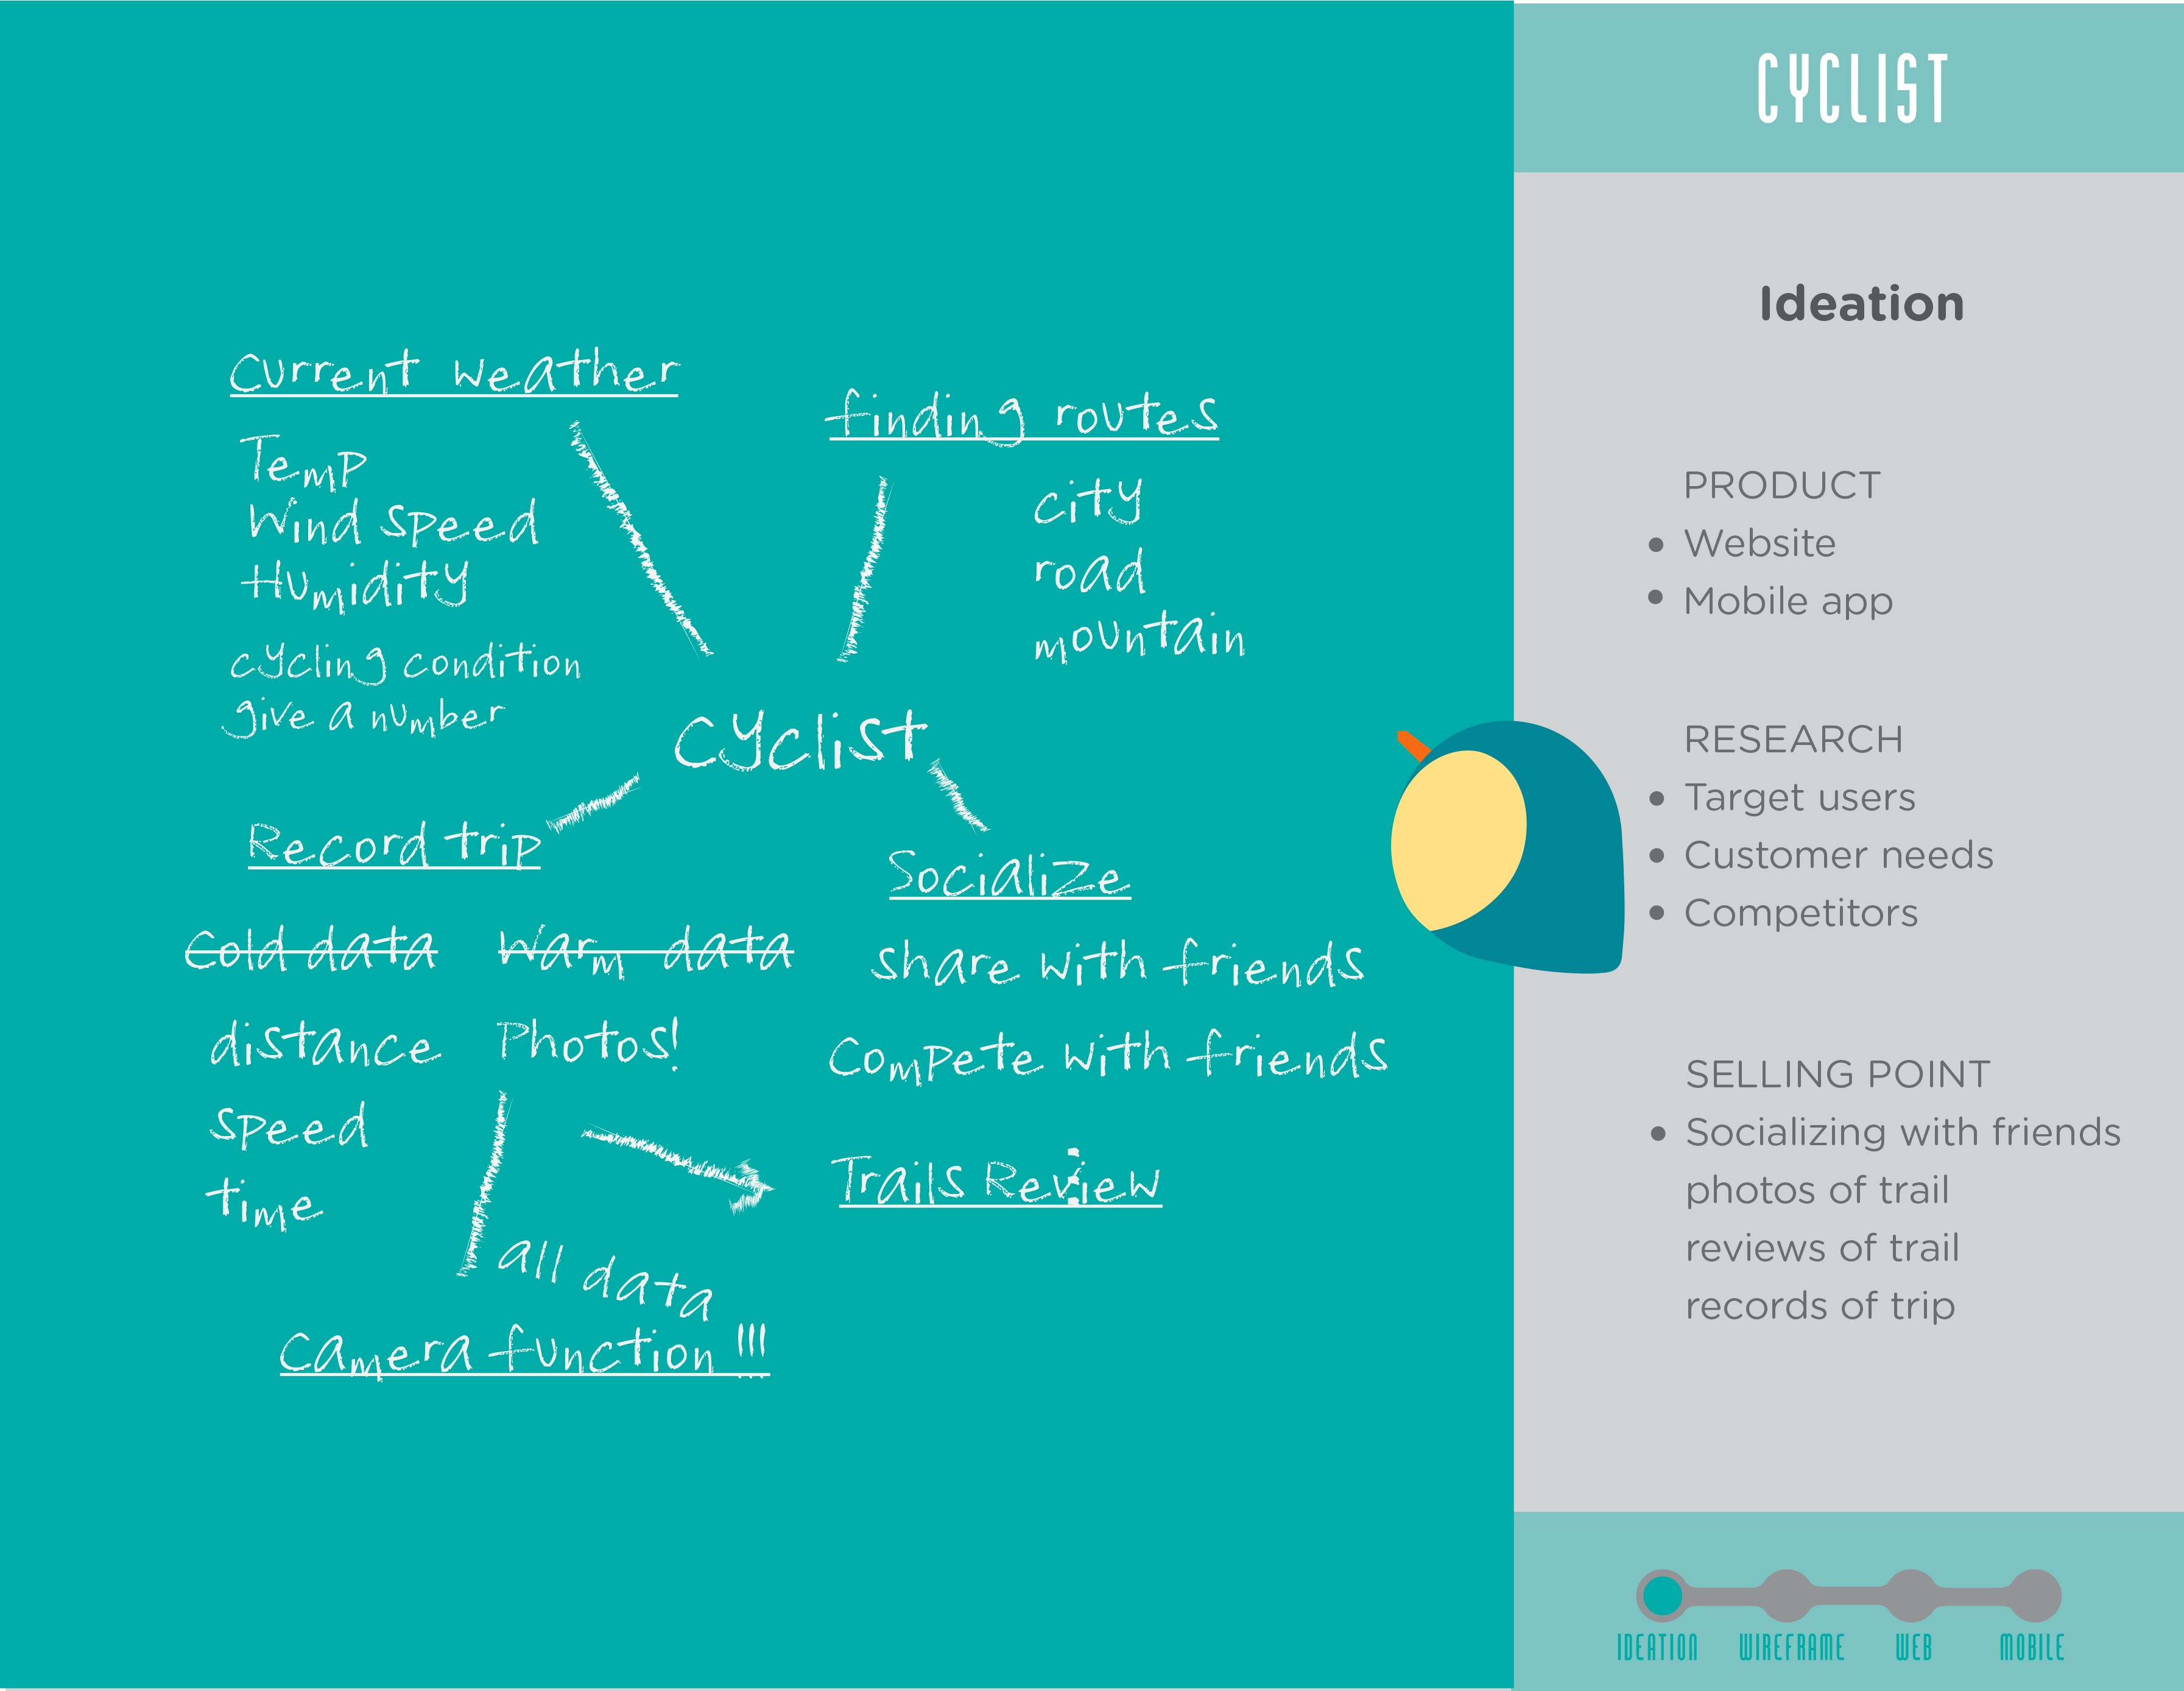 Current weather
Temp
Wind speed
Humidity
cycling condition
give a number
finding routes
city
road
mountain
cyclist
Record trip
Cold data Warm data
distance Photos!
speed
time
all data
Camera function !!!
Socialize
share with friends
Compete with friends
Trails Review
CYCLIST
Ideation
PRODUCT
• Website
• Mobile app
RESEARCH
• Target users
• Customer needs
• Competitors
SELLING POINT
• Socializing with friends
photos of trail
reviews of trail
records of trip
IDEATION WIREFRAME WEB MOBILE